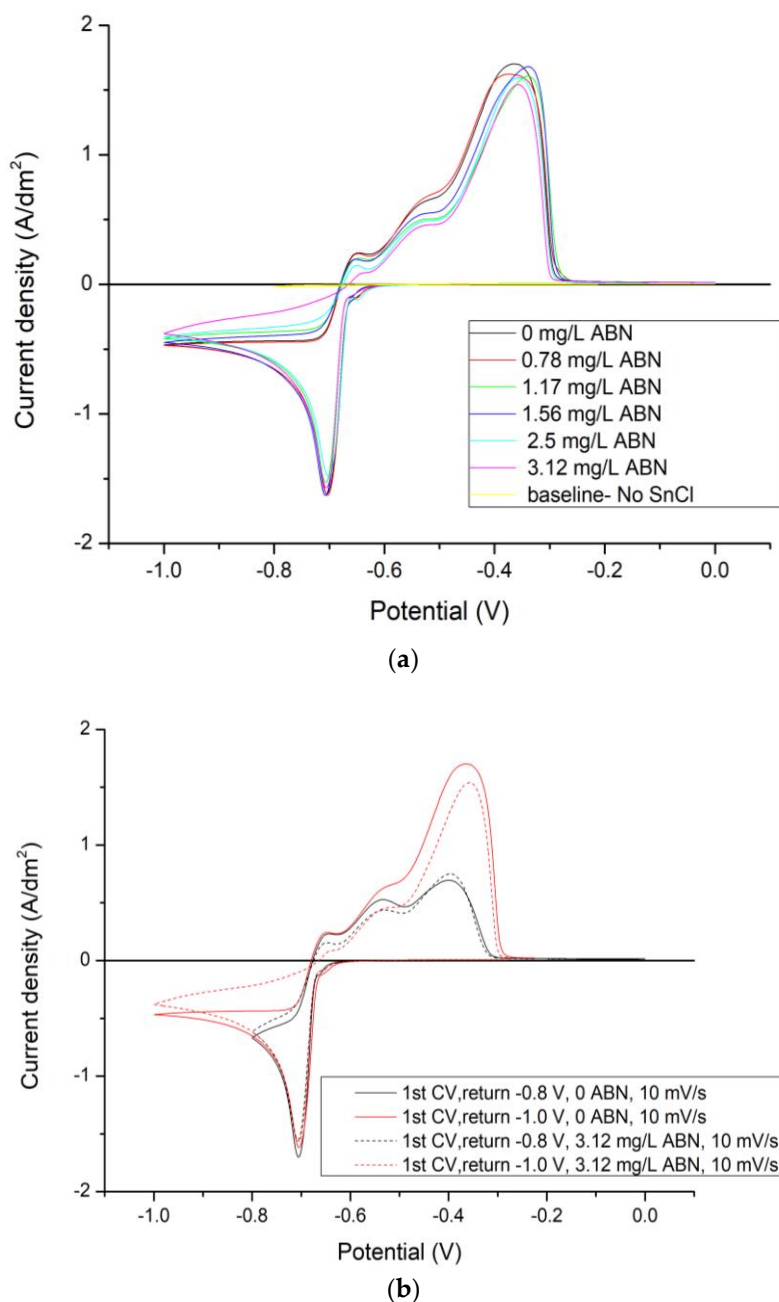 2
1
0
-1
-2
Current density (A/dm²)
0 mg/L ABN
0.78 mg/L ABN
1.17 mg/L ABN
1.56 mg/L ABN
2.5 mg/L ABN
3.12 mg/L ABN
baseline- No SnCl
-1.0 -0.8 -0.6 -0.4 -0.2 0.0
Potential (V)
(a)
2
1
0
-1
-2
Current density (A/dm²)
1st CV,return -0.8 V, 0 ABN, 10 mV/s
1st CV,return -1.0 V, 0 ABN, 10 mV/s
1st CV,return -0.8 V, 3.12 mg/L ABN, 10 mV/s
1st CV,return -1.0 V, 3.12 mg/L ABN, 10 mV/s
-1.0 -0.8 -0.6 -0.4 -0.2 0.0
Potential (V)
(b)